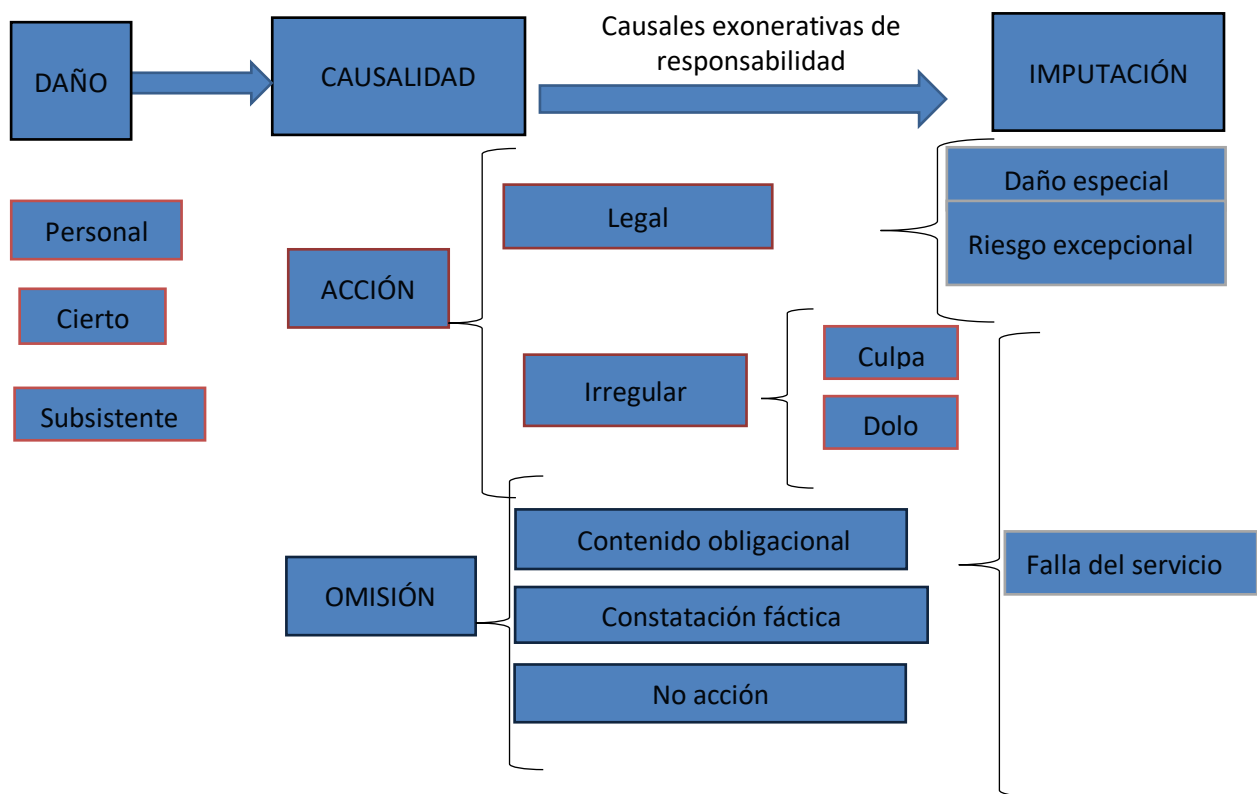 DAÑO
CAUSALIDAD
Causales exonerativas de
responsabilidad
IMPUTACIÓN
Personal
Cierto
Subsistente
ACCIÓN
Legal
Irregular
Culpa
Dolo
Daño especial
Riesgo excepcional
OMISIÓN
Contenido obligacional
Constatación fáctica
No acción
Falla del servicio